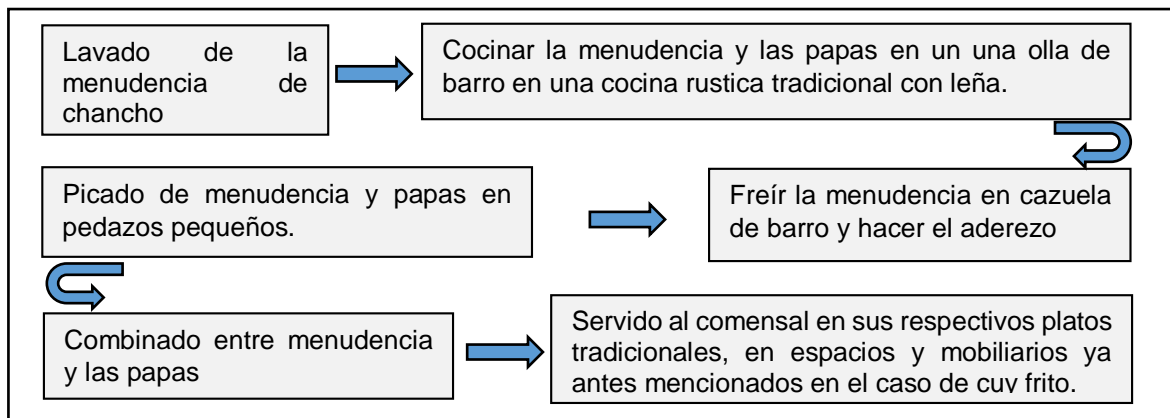 Lavado de la
menudencia de
chancho
Cocinar la menudencia y las papas en un una olla de
barro en una cocina rustica tradicional con leña.
Picado de menudencia y papas en
pedazos pequeños.
Freír la menudencia en cazuela
de barro y hacer el aderezo
Combinado entre menudencia
y las papas
Servido al comensal en sus respectivos platos
tradicionales, en espacios y mobiliarios ya
antes mencionados en el caso de cuy frito.